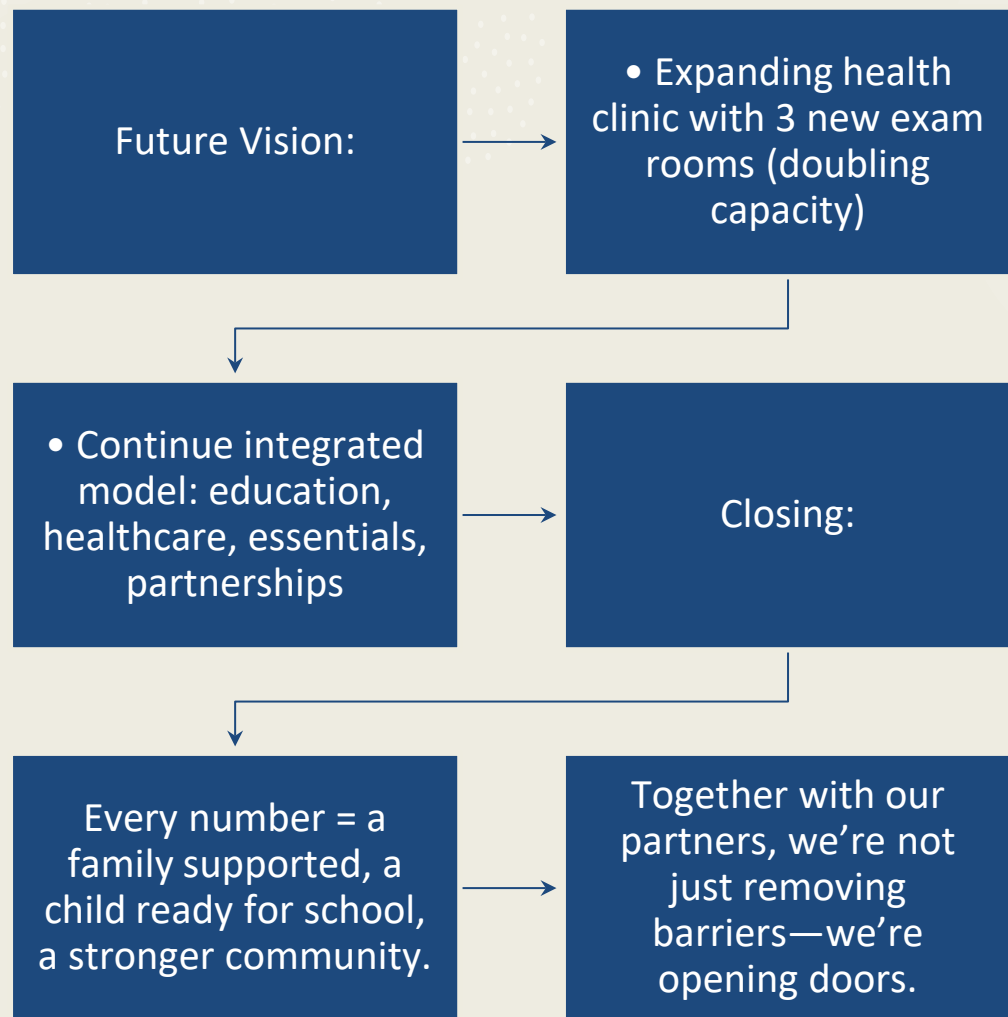 Future Vision:
• Expanding health
clinic with 3 new exam
rooms (doubling
capacity)
• Continue integrated
model: education,
healthcare, essentials,
partnerships
Closing:
Every number = a
family supported, a
child ready for school,
a stronger community.
Together with our
partners, we’re not
just removing
barriers—we’re
opening doors.